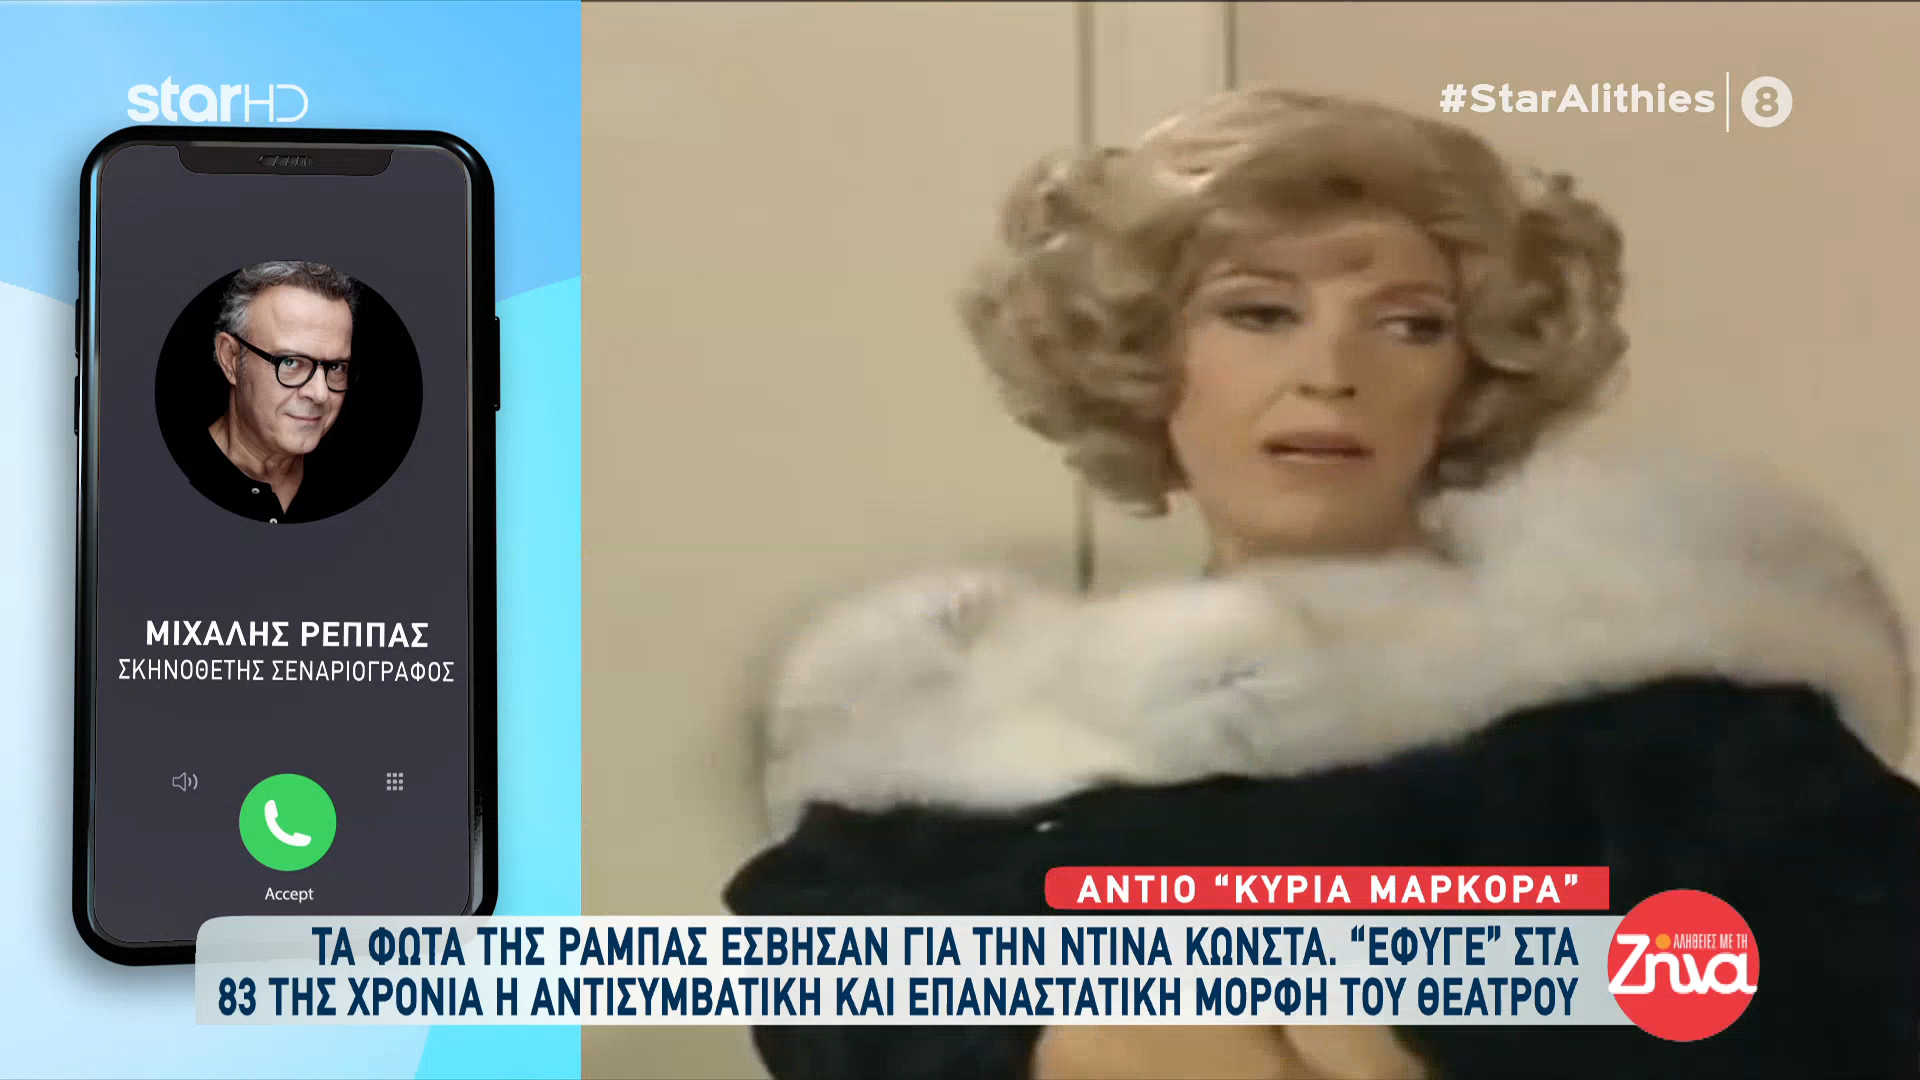 starHD
#StarAlithies 8
ΜΙΧΑΛΗΣ ΡΕΠΠΑΣ
ΣΚΗΝΟΘΕΤΗΣ ΣΕΝΑΡΙΟΓΡΑΦΟΣ
Accept
ΑΝΤΙΟ “ΚΥΡΙΑ ΜΑΡΚΟΡΑ”
ΤΑ ΦΩΤΑ ΤΗΣ ΡΑΜΠΑΣ ΕΣΒΗΣΑΝ ΓΙΑ ΤΗΝ ΝΤΙΝΑ ΚΩΝΣΤΑ. “ΕΦΥΓΕ” ΣΤΑ
83 ΤΗΣ ΧΡΟΝΙΑ Η ΑΝΤΙΣΥΜΒΑΤΙΚΗ ΚΑΙ ΕΠΑΝΑΣΤΑΤΙΚΗ ΜΟΡΦΗ ΤΟΥ ΘΕΑΤΡΟΥ
ΑΛΗΘΕΙΕΣ ΜΕ ΤΗ
Ζήνα